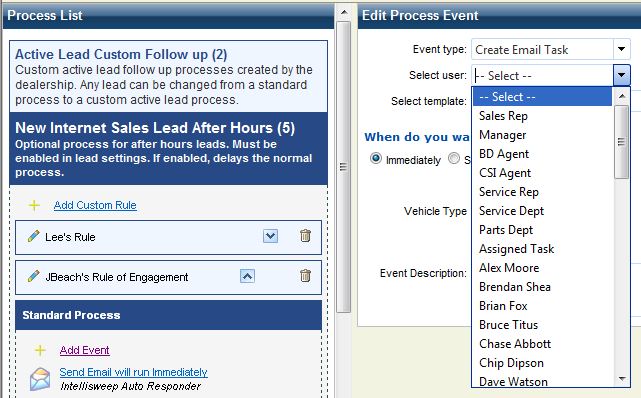 Process List
Active Lead Custom Follow up (2)
Custom active lead follow up processes created by the
dealership. Any lead can be changed from a standard
process to a custom active lead process.
New Internet Sales Lead After Hours (5)
Optional process for after hours leads. Must be
enabled in lead settings. If enabled, delays the normal
process.
Add Custom Rule
Lee's Rule
JBeach's Rule of Engagement
Standard Process
Add Event
Send Email will run Immediately
Intellisweep Auto Responder
Edit Process Event
Event type: Create Email Task
Select user: -- Select --
Select template:
When do you wa
Immediately S
Vehicle Type
Event Description:
-- Select --
Sales Rep
Manager
BD Agent
CSI Agent
Service Rep
Service Dept
Parts Dept
Assigned Task
Alex Moore
Brendan Shea
Brian Fox
Bruce Titus
Chase Abbott
Chip Dipson
Dave Watson